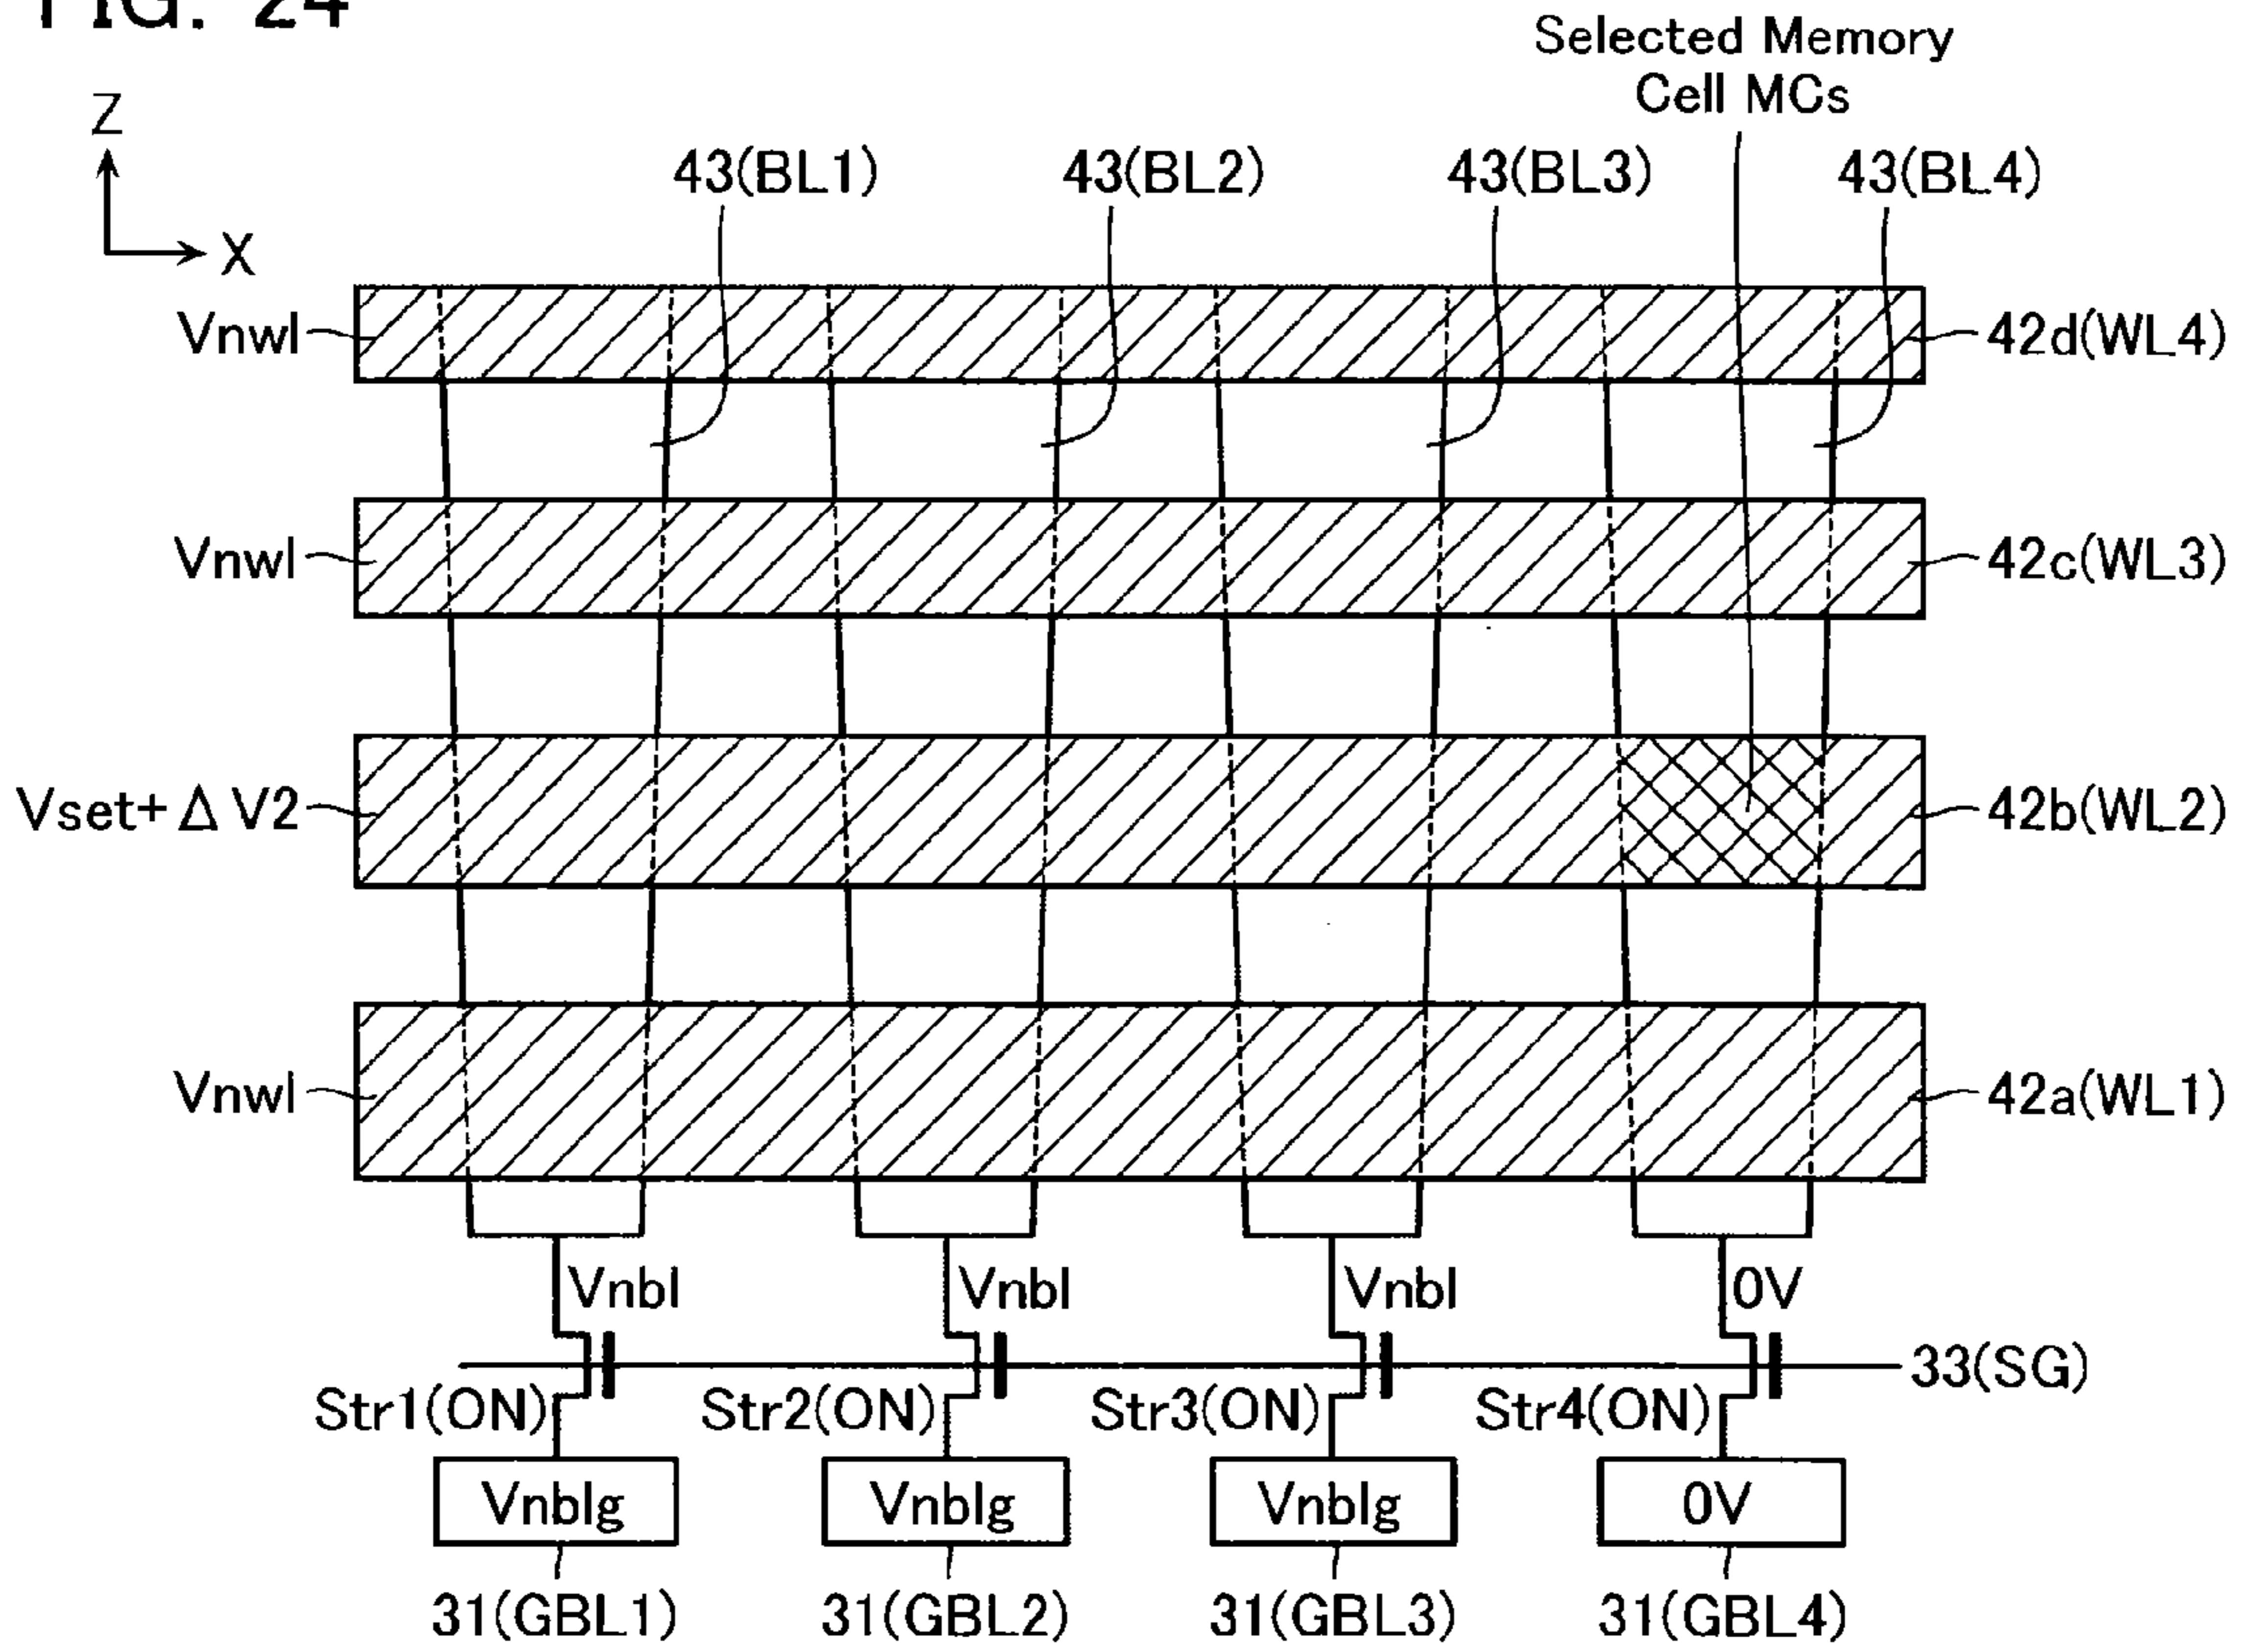 FIG. 24
Selected Memory
Cell MCs
Z
X
43(BL1)
43(BL2)
43(BL3)
43(BL4)
Vnwl
42d(WL4)
Vnwl
42c(WL3)
Vset+ΔV2
42b(WL2)
Vnwl
42a(WL1)
Vnbl
Vnbl
Vnbl
0V
33(SG)
Str1(ON)
Str2(ON)
Str3(ON)
Str4(ON)
Vnblg
Vnblg
Vnblg
0V
31(GBL1)
31(GBL2)
31(GBL3)
31(GBL4)